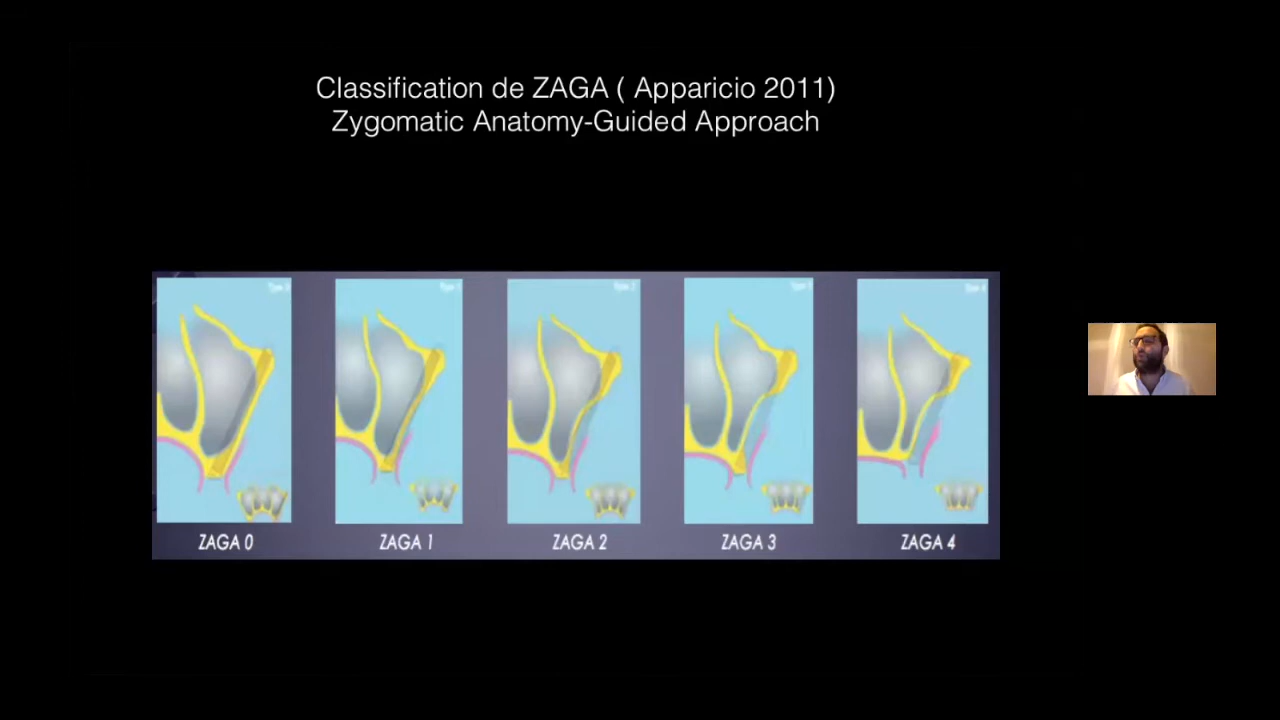 Classification de ZAGA ( Apparicio 2011)
Zygomatic Anatomy-Guided Approach
ZAGA 0
ZAGA 1
ZAGA 2
ZAGA 3
ZAGA 4